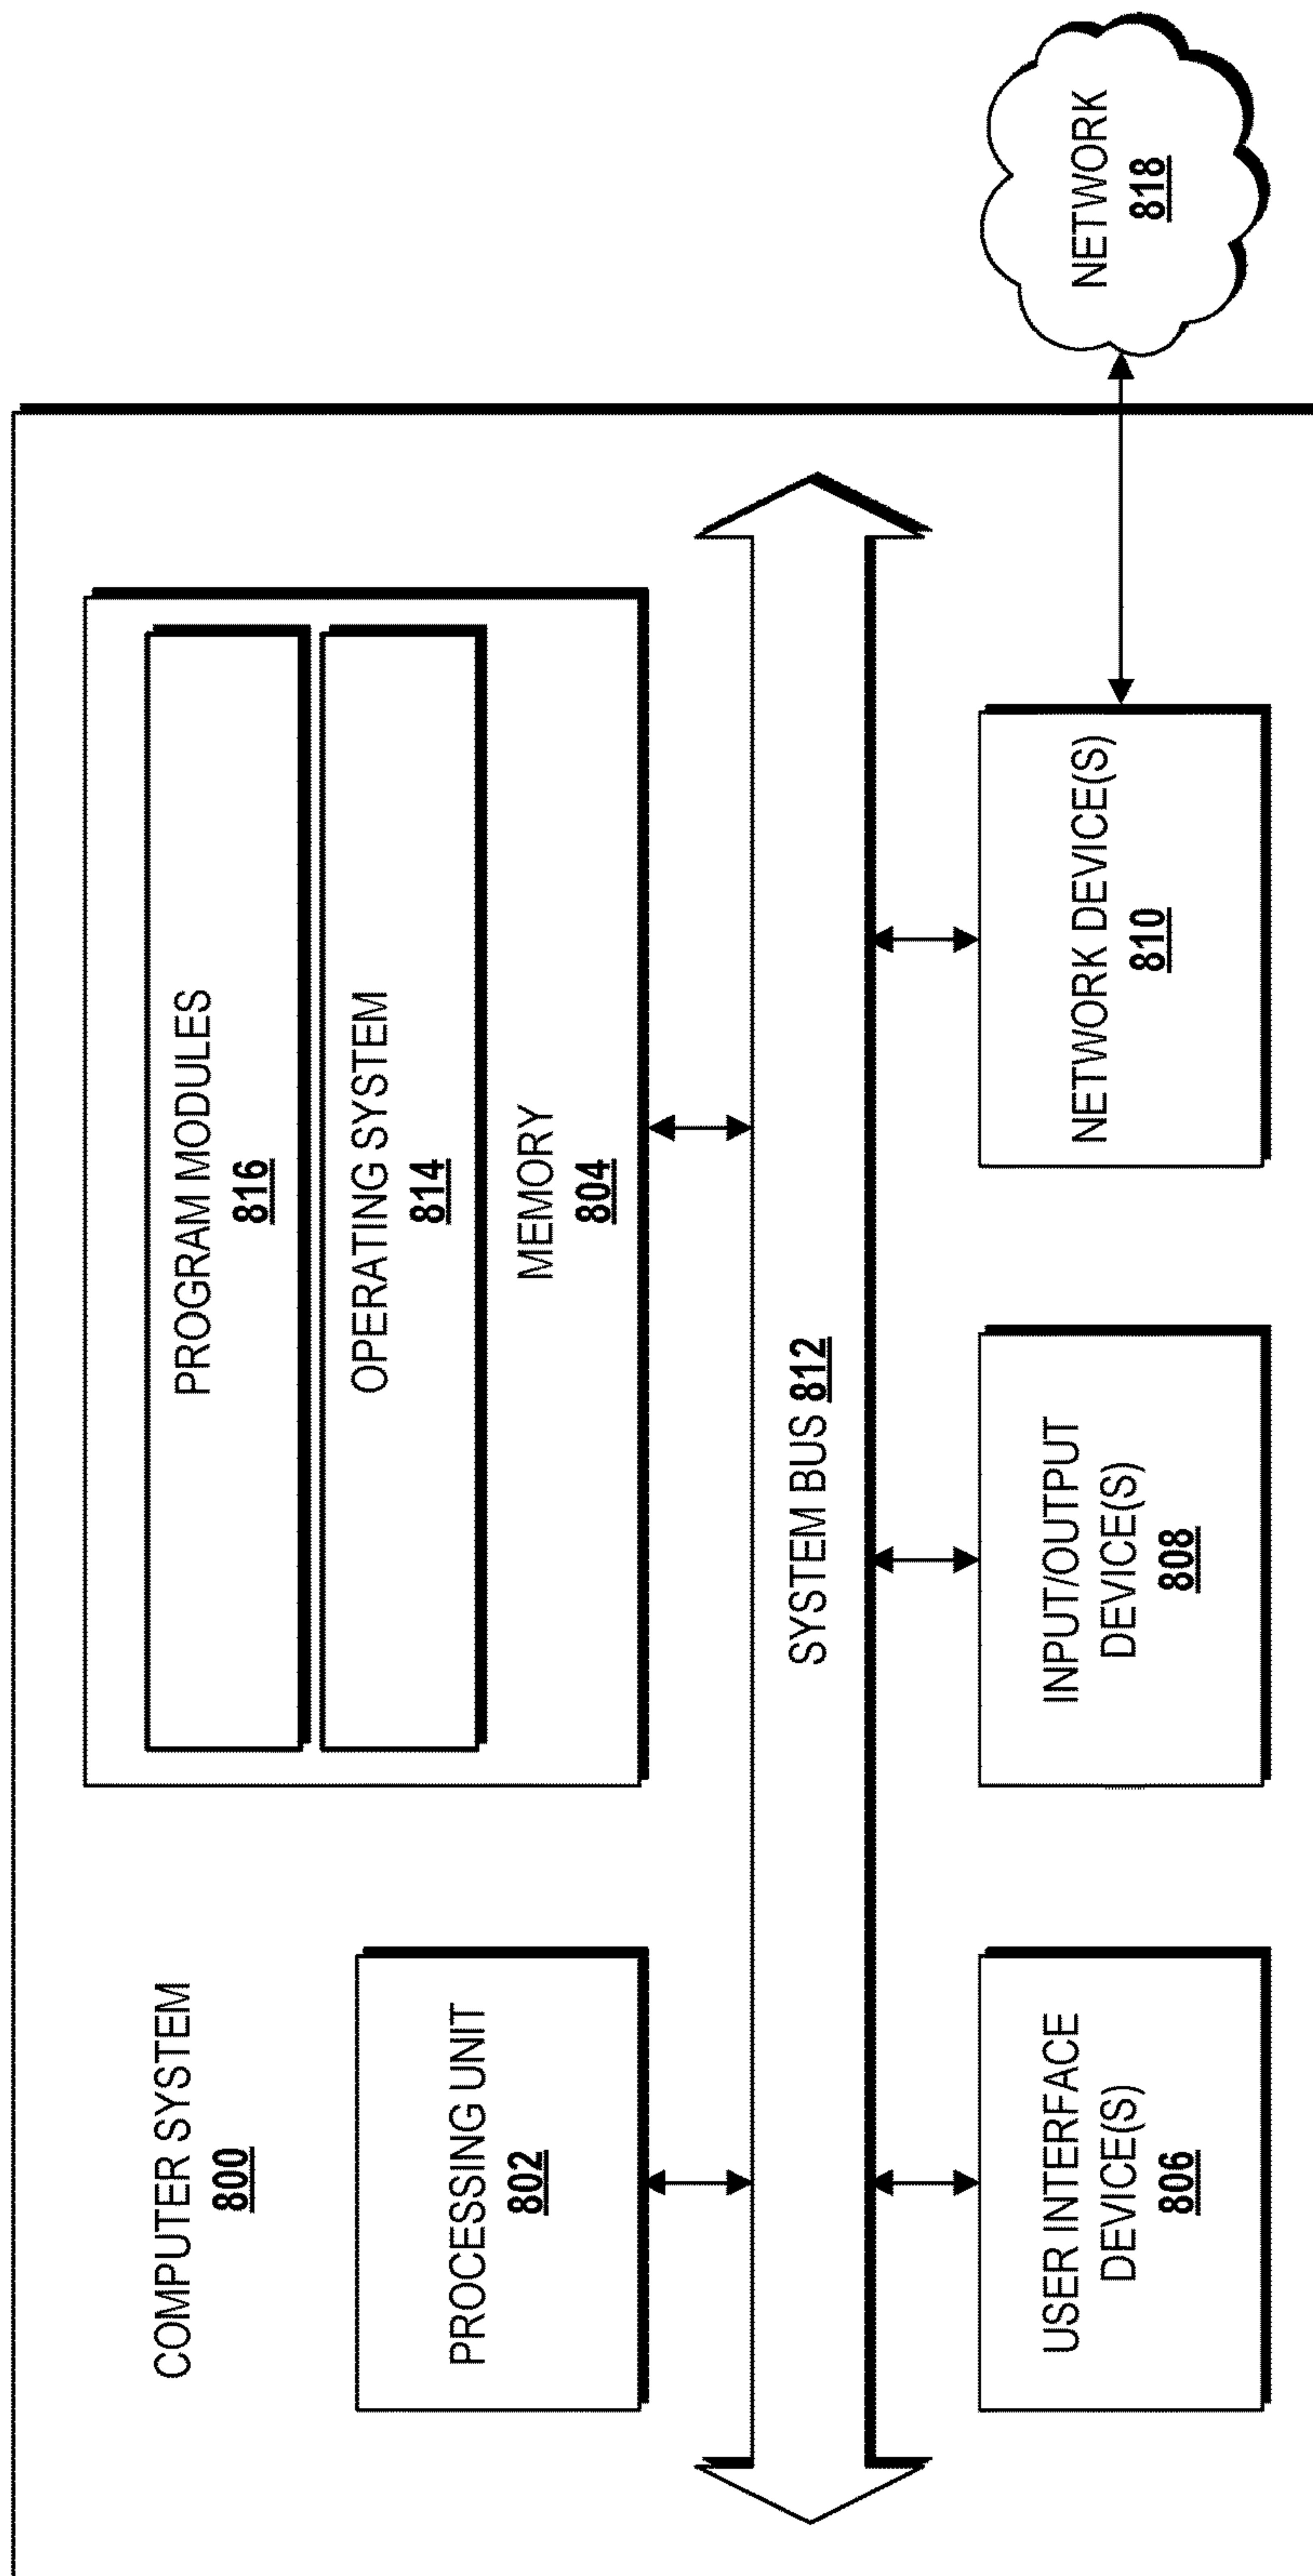 COMPUTER SYSTEM
800
PROGRAM MODULES
816
OPERATING SYSTEM
814
MEMORY
804
PROCESSING UNIT
802
SYSTEM BUS 812
USER INTERFACE
DEVICE(S)
806
INPUT/OUTPUT
DEVICE(S)
808
NETWORK DEVICE(S)
810
NETWORK
818